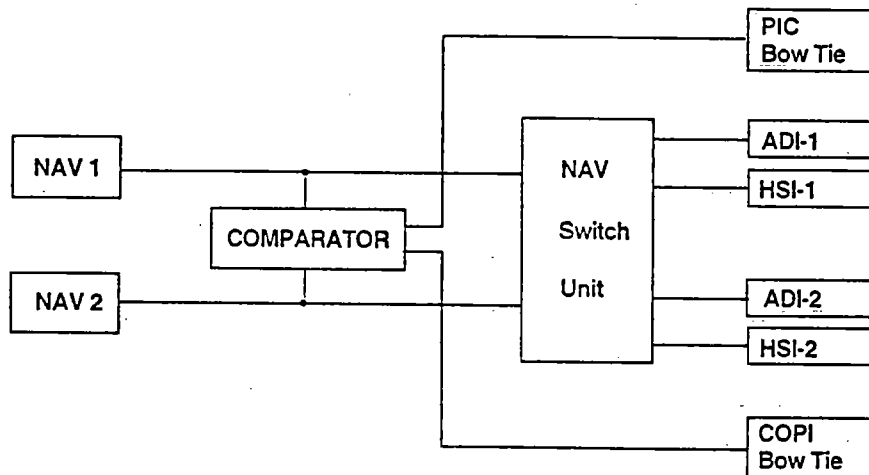 PIC
Bow Tie
NAV 1
COMPARATOR
NAV 2
NAV
Switch
Unit
ADI-1
HSI-1
ADI-2
HSI-2
COPI
Bow Tie